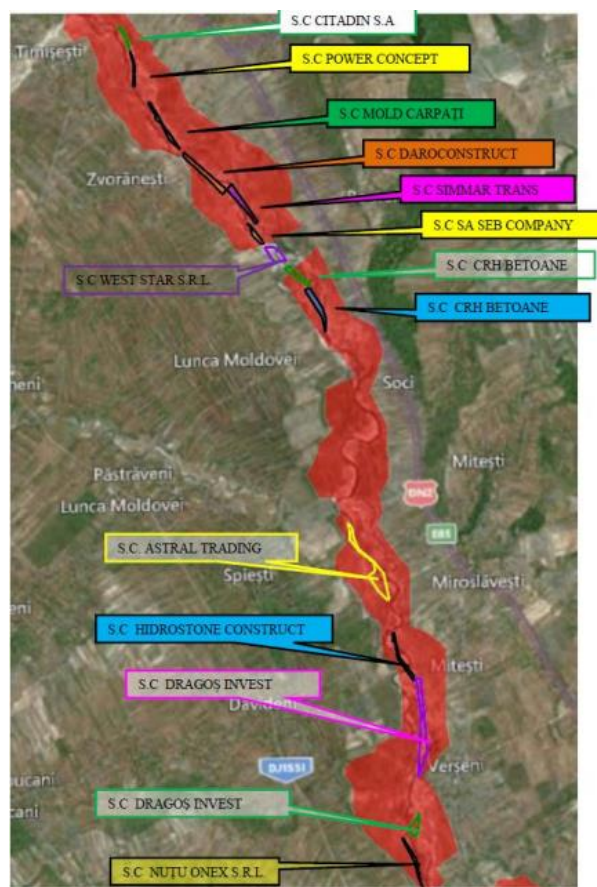 S.C CITADIN S.A
Timișești
S.C POWER CONCEPT
S.C MOLD CARPAȚI
S.C DAROCONSTRUCT
Zvorănești
S.C SIMMAR TRANS
S.C SA SEB COMPANY
S.C WEST STAR S.R.L.
S.C CRH BETOANE
S.C CRH BETOANE
Lunca Moldovei
Soci
Mitești
Păstrăveni
DN2
Lunca Moldovei
E85
S.C. ASTRAL TRADING
Spiești
Miroslăvești
S.C HIDROSTONE CONSTRUCT
Mitești
S.C DRAGOȘ INVEST
Davideni
DJ155I
Verșeni
S.C DRAGOȘ INVEST
S.C NUȚU ONEX S.R.L.